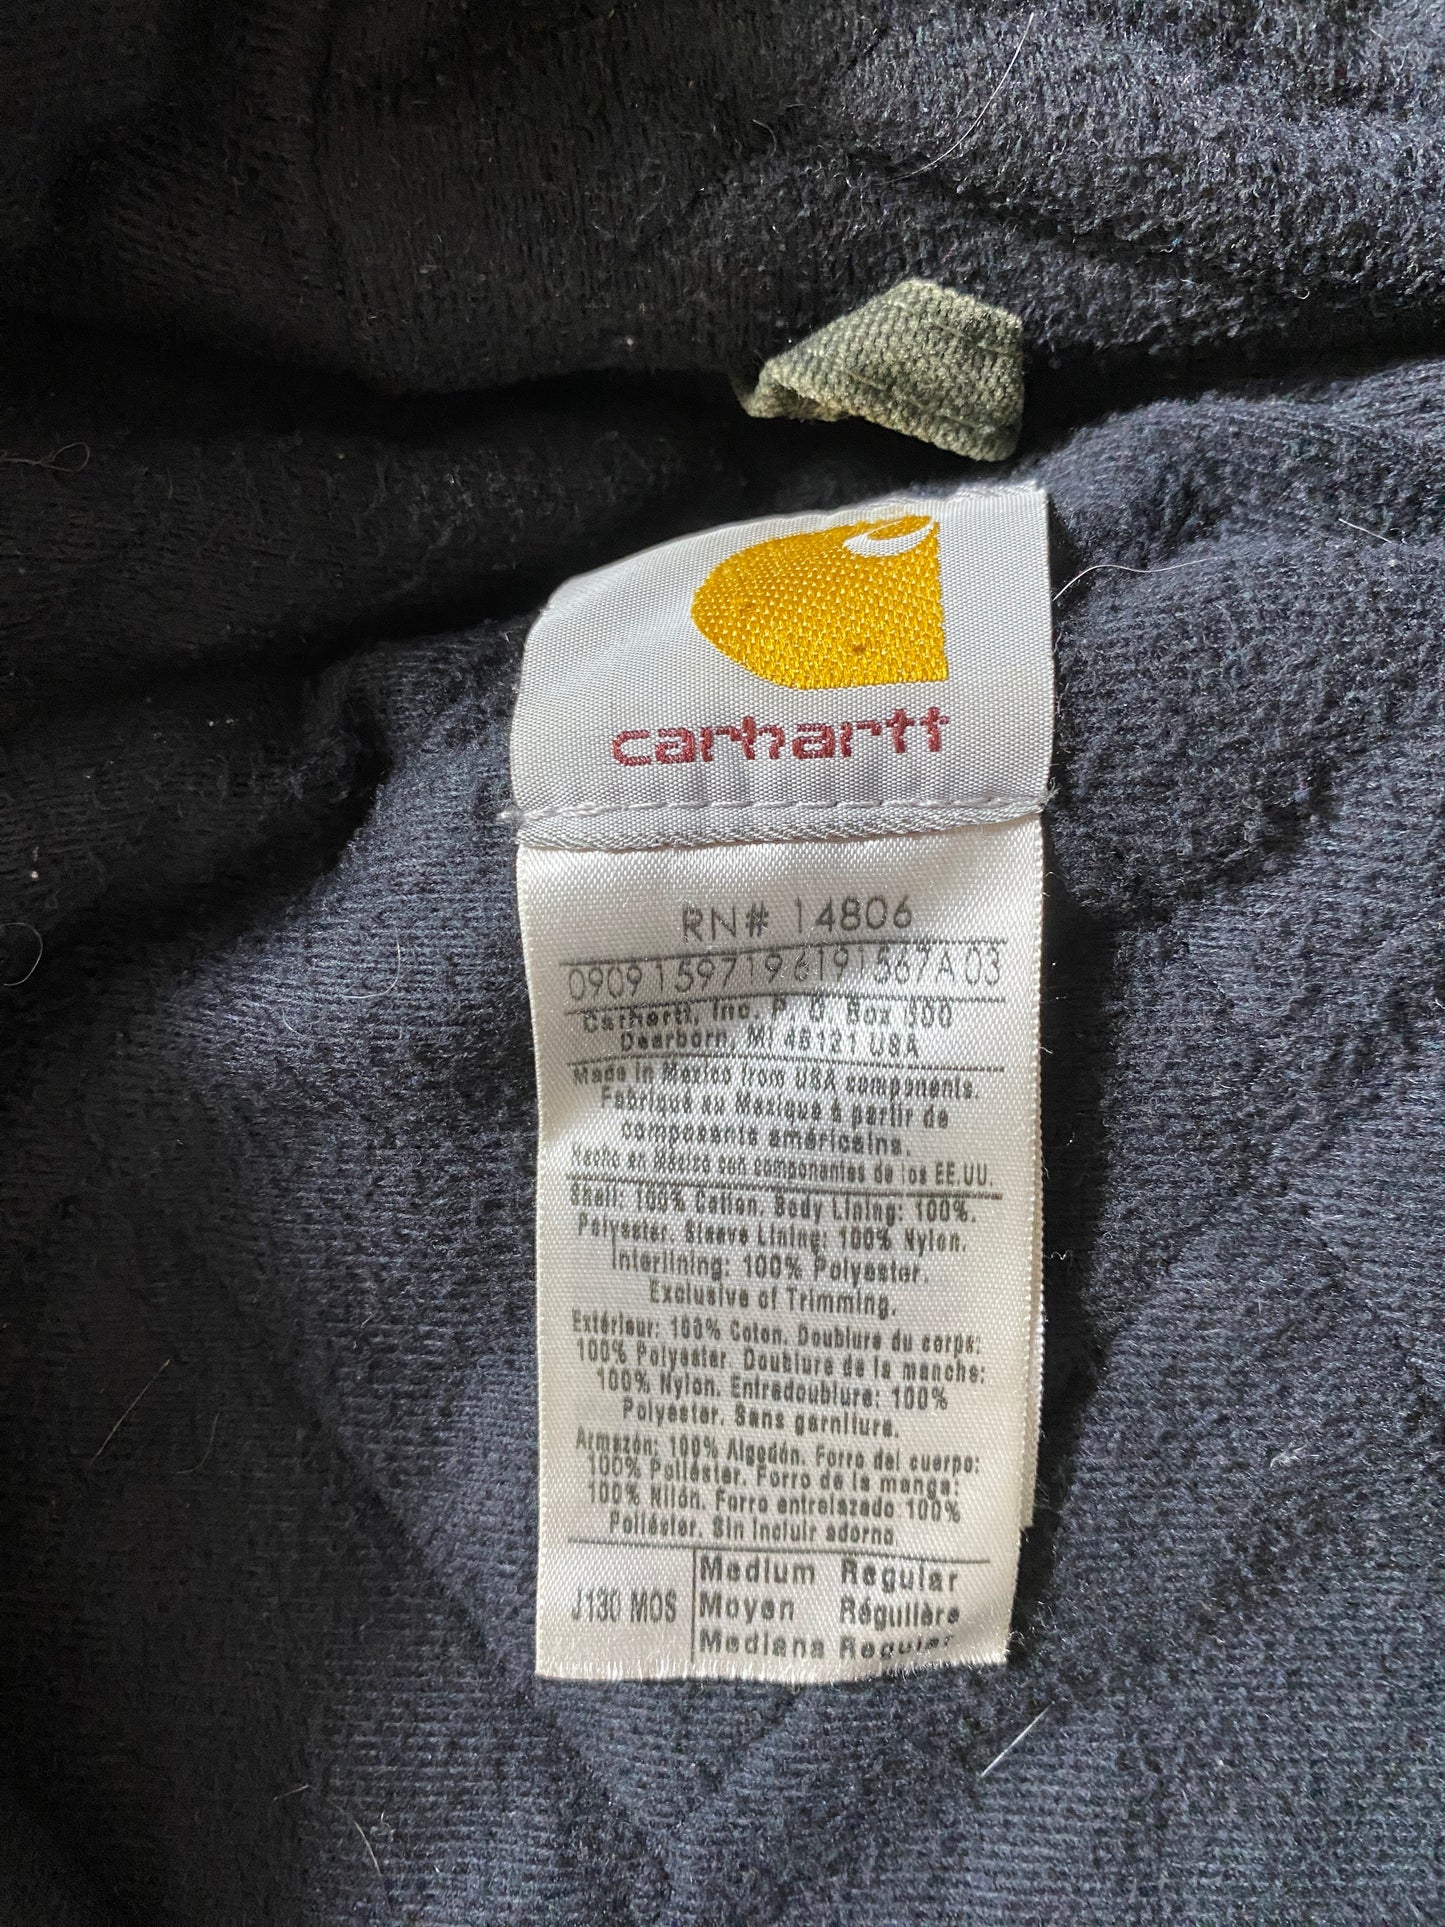 carhartt
RN# 14806
0909 159719 6191567A 03
Carhartt, Inc. P. O. Box 500
Dearborn, MI 48121 USA
Made in Mexico from USA components.
Fabriqué au Mexique à partir de
composants américains.
Hecho en México con componentes de los EE.UU.
Shell: 100% Cotton. Body Lining: 100%.
Polyester. Sleeve Lining: 100% Nylon.
Interlining: 100% Polyester.
Exclusive of Trimming.
Extérieur: 100% Coton. Doublure du corps:
100% Polyester. Doublure de la manche:
100% Nylon. Entredoublure: 100%
Polyester. Sans garniture.
Armazón: 100% Algodón. Forro del cuerpo:
100% Poliéster. Forro de la manga:
100% Nilón. Forro entrelazado 100%
Poliéster. Sin incluir adorno
J130 MOS
Medium Regular
Moyen Régulière
Mediana Regular